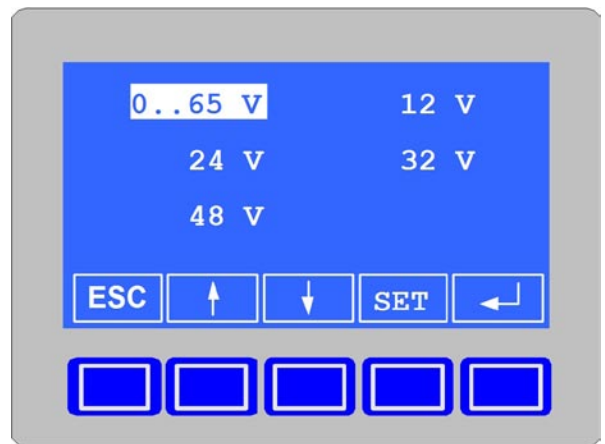 0..65 V 12 V
24 V 32 V
48 V
ESC ↑ ↓ SET ↵